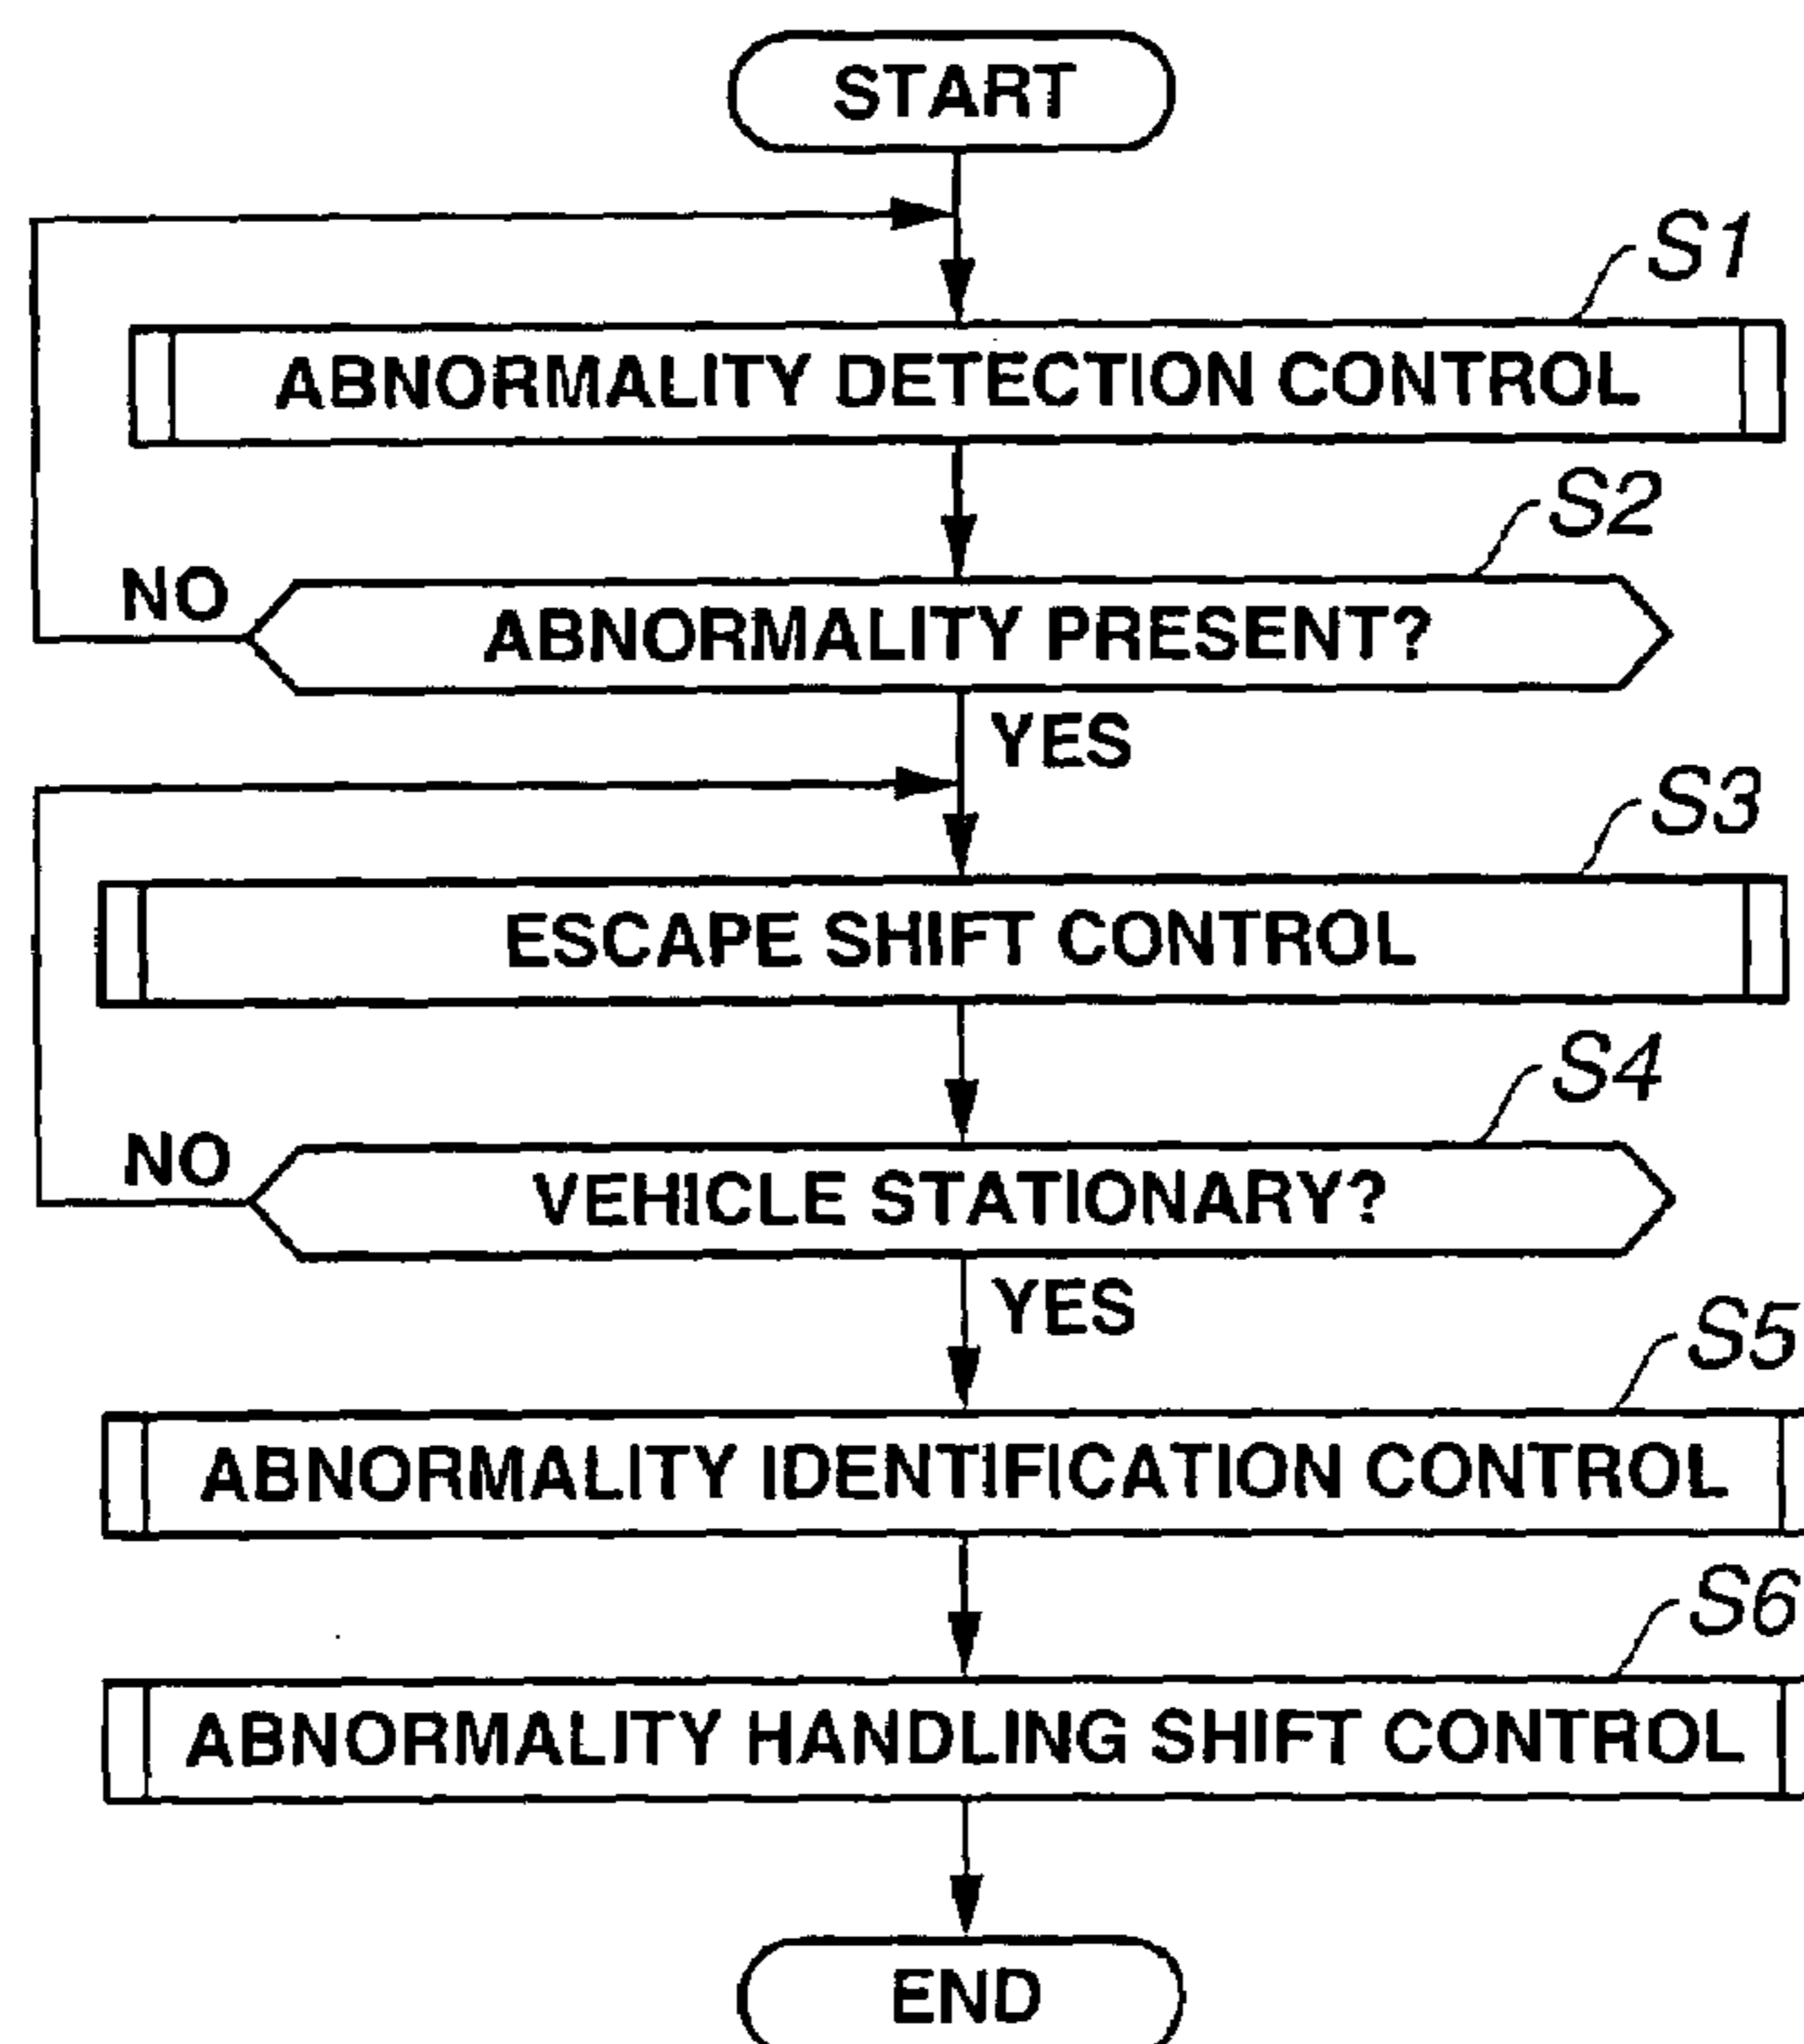 START
S1
ABNORMALITY DETECTION CONTROL
S2
NO
ABNORMALITY PRESENT?
YES
S3
ESCAPE SHIFT CONTROL
S4
NO
VEHICLE STATIONARY?
YES
S5
ABNORMALITY IDENTIFICATION CONTROL
S6
ABNORMALITY HANDLING SHIFT CONTROL
END